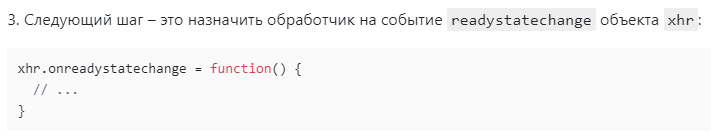 3. Следующий шаг – это назначить обработчик на событие readystatechange объекта xhr:
xhr.onreadystatechange = function() {
  // ...
}